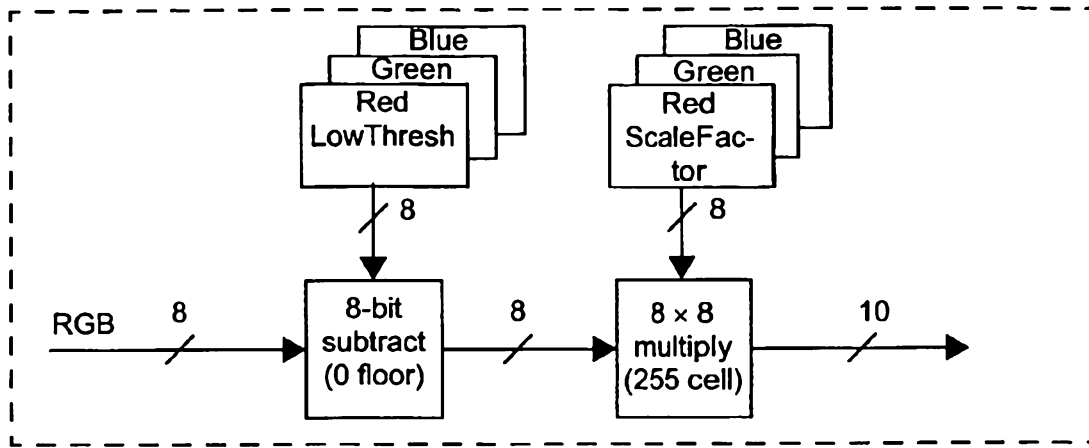 Blue
Green
Red
LowThresh
8
Blue
Green
Red
ScaleFac-
tor
8
RGB
8
8-bit
subtract
(0 floor)
8
8 × 8
multiply
(255 cell)
10